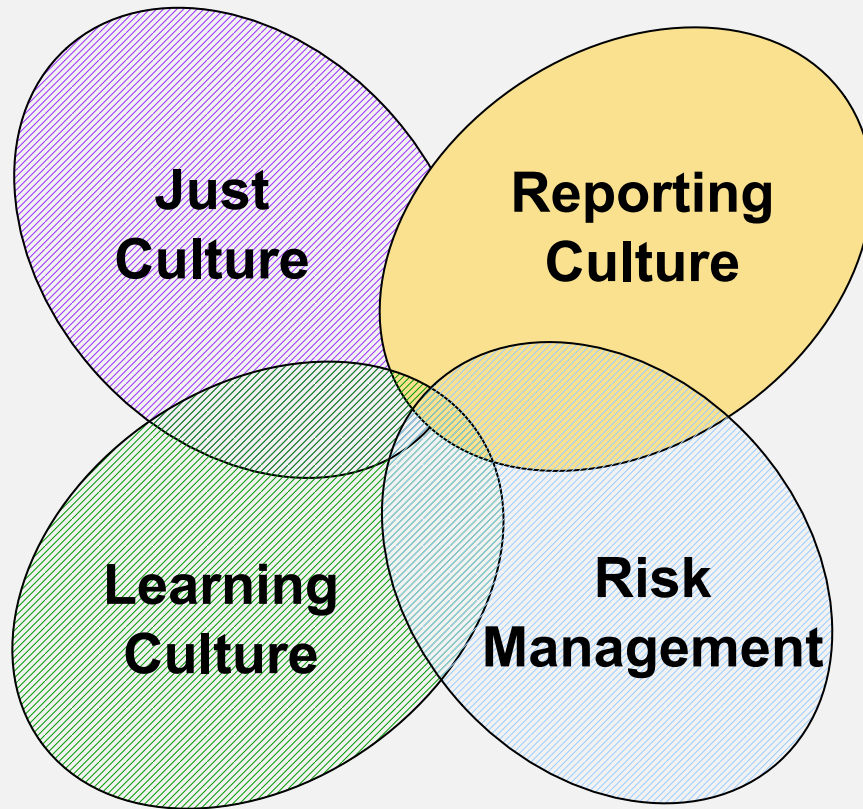 Just
Culture
Reporting
Culture
Learning
Culture
Risk
Management